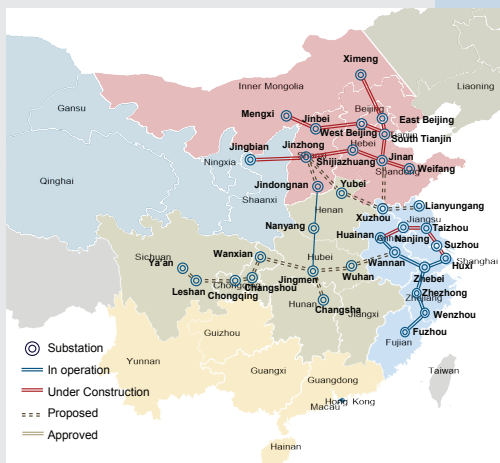 Ximeng
Liaoning
Inner Mongolia
Gansu
Mengxi
Jinbei
Beijing
East Beijing
West Beijing
South Tianjin
Jingbian
Jinzhong
Hebei
Ningxia
Shijiazhuang
Jinan
Shandong
Weifang
Qinghai
Jindongnan
Yubei
Shaanxi
Lianyungang
Henan
Xuzhou
Jiangsu
Taizhou
Nanyang
Huainan
Nanjing
Suzhou
Sichuan
Wanxian
Hubei
Wannan
Huxi
Shanghai
Ya'an
Zhebei
Jingmen
Wuhan
Leshan
Changshou
Chongqing
Zhezhong
Zhejiang
Hunan
Changsha
Jiangxi
Wenzhou
Guizhou
Fuzhou
Fujian
Substation
Yunnan
Taiwan
In operation
Guangxi
Guangdong
Under Construction
Hong Kong
Macau
Proposed
Approved
Hainan